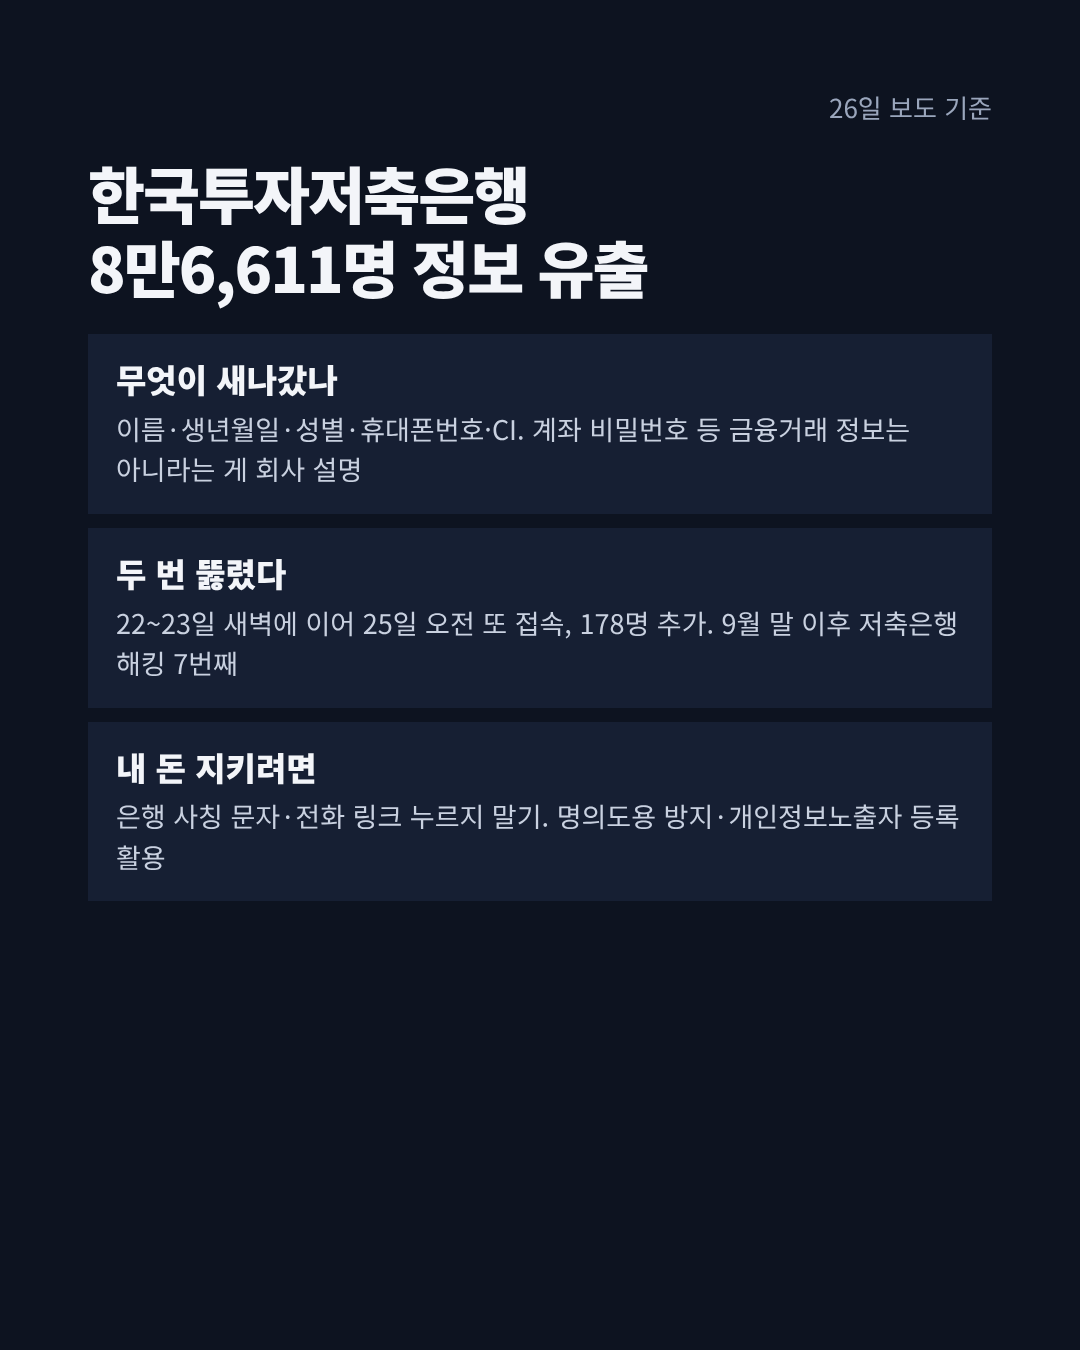 26일 보도 기준
한국투자저축은행
8만6,611명 정보 유출
무엇이 새나갔나
이름·생년월일·성별·휴대폰번호·CI. 계좌 비밀번호 등 금융거래 정보는
아니라는 게 회사 설명
두 번 뚫렸다
22~23일 새벽에 이어 25일 오전 또 접속, 178명 추가. 9월 말 이후 저축은행
해킹 7번째
내 돈 지키려면
은행 사칭 문자·전화 링크 누르지 말기. 명의도용 방지·개인정보노출자 등록
활용